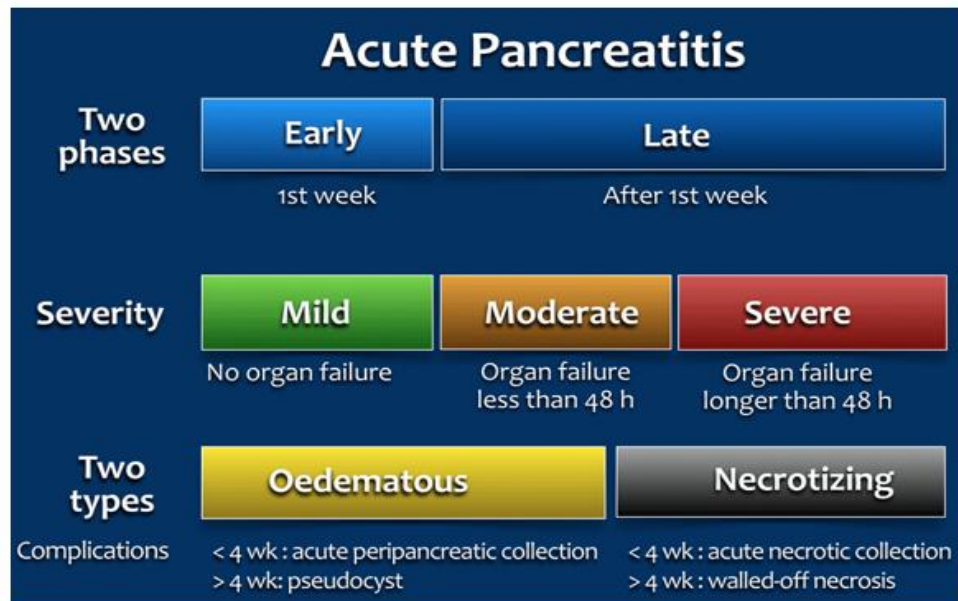 Acute Pancreatitis
Two
phases
Early
Late
1st week
After 1st week
Severity
Mild
Moderate
Severe
No organ failure
Organ failure
less than 48 h
Organ failure
longer than 48 h
Two
types
Oedematous
Necrotizing
Complications
< 4 wk : acute peripancreatic collection
> 4 wk: pseudocyst
< 4 wk : acute necrotic collection
> 4 wk : walled-off necrosis